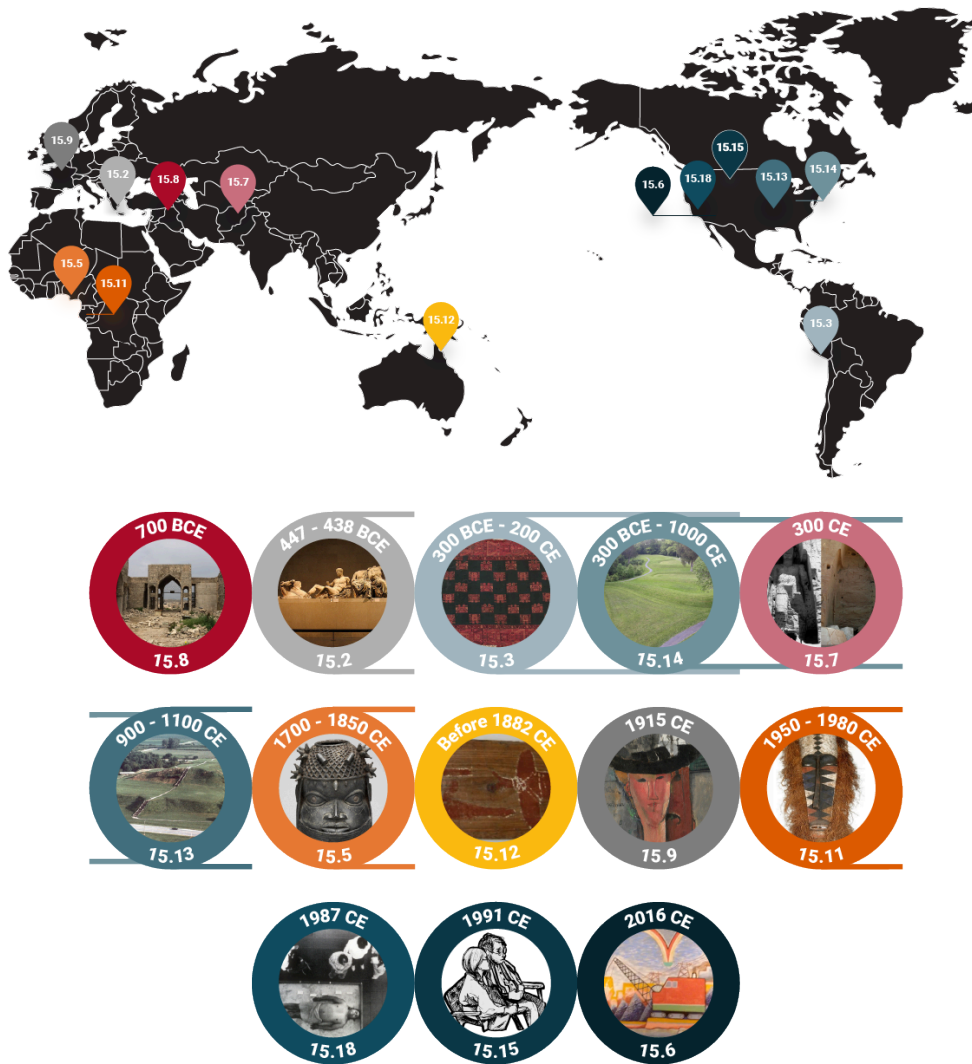 15.9
15.2
15.8
15.7
15.5
15.11
15.12
15.6
15.18
15.15
15.13
15.14
15.3
700 BCE
15.8
447 - 438 BCE
15.2
300 BCE - 200 CE
15.3
300 BCE - 1000 CE
15.14
300 CE
15.7
900 - 1100 CE
15.13
1700 - 1850 CE
15.5
Before 1882 CE
15.12
1915 CE
15.9
1950 - 1980 CE
15.11
1987 CE
15.18
1991 CE
15.15
2016 CE
15.6